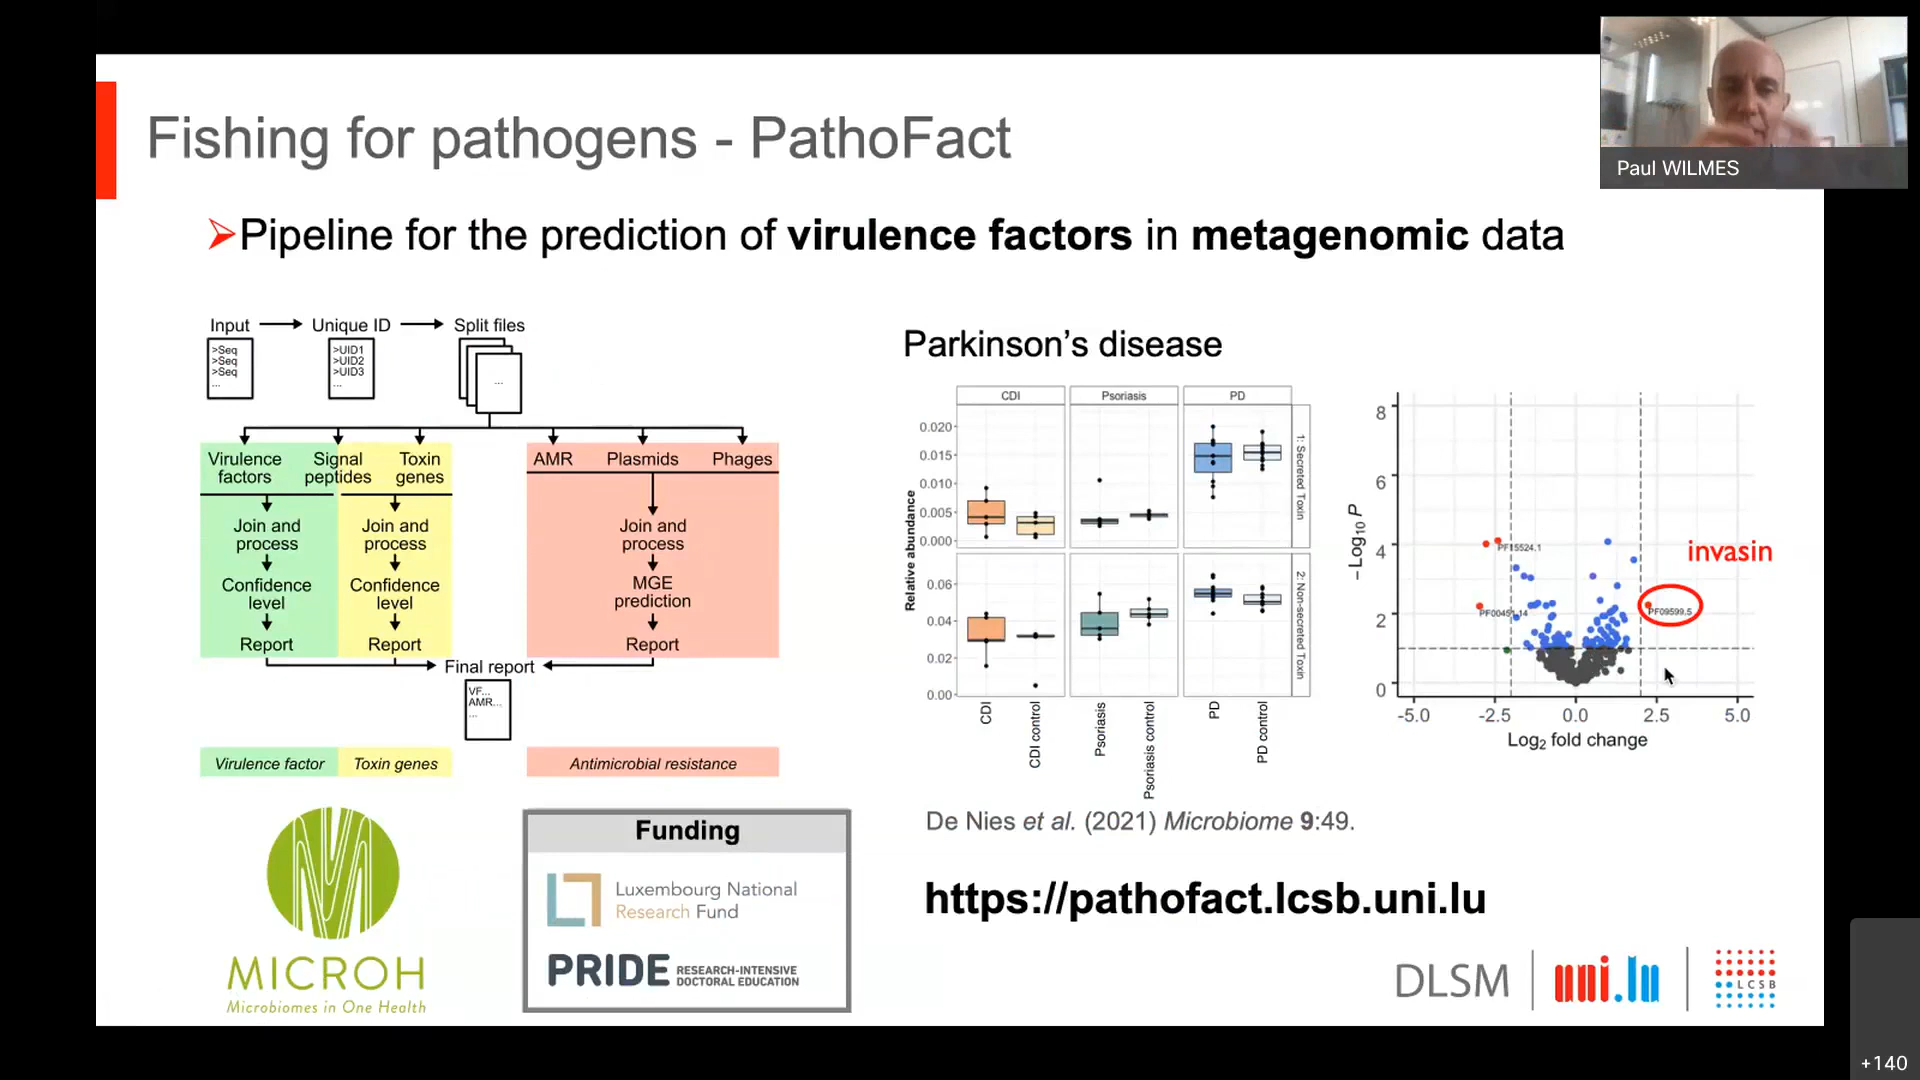 Paul WILMES
Fishing for pathogens - PathoFact
Pipeline for the prediction of virulence factors in metagenomic data
Input
Unique ID
Split files
>Seq
>Seq
>Seq
...
>UID1
>UID2
>UID3
...
...
Virulence
factors
Signal
peptides
Toxin
genes
AMR
Plasmids
Phages
Join and
process
Confidence
level
Report
Join and
process
Confidence
level
Report
Join and
process
MGE
prediction
Report
Final report
VF...
AMR...
...
Virulence factor
Toxin genes
Antimicrobial resistance
Parkinson's disease
CDI
Psoriasis
PD
Relative abundance
0.020
0.015
0.010
0.005
0.000
1: Secreted Toxin
0.06
0.04
0.02
0.00
2: Non-secreted Toxin
CDI
CDI control
Psoriasis
Psoriasis control
PD
PD control
– Log10 P
8
6
4
2
0
PF15524.1
PF00451.14
invasin
PF09599.5
-5.0
-2.5
0.0
2.5
5.0
Log2 fold change
De Nies et al. (2021) Microbiome 9:49.
https://pathofact.lcsb.uni.lu
MICROH
Microbiomes in One Health
Funding
Luxembourg National
Research Fund
PRIDE RESEARCH-INTENSIVE
DOCTORAL EDUCATION
DLSM
uni.lu
LCSB
+140